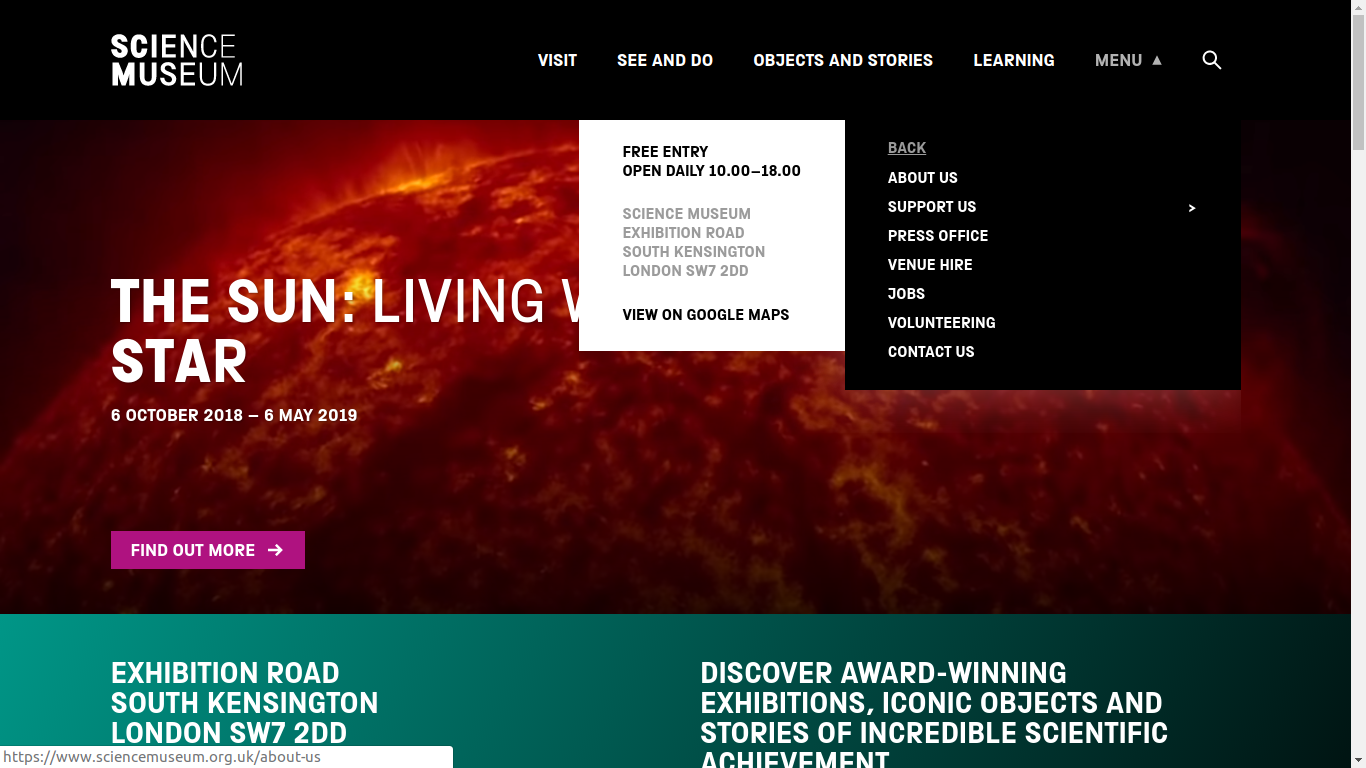 SCIENCE
MUSEUM
VISIT
SEE AND DO
OBJECTS AND STORIES
LEARNING
MENU ▲
FREE ENTRY
OPEN DAILY 10.00–18.00
SCIENCE MUSEUM
EXHIBITION ROAD
SOUTH KENSINGTON
LONDON SW7 2DD
VIEW ON GOOGLE MAPS
BACK
ABOUT US
SUPPORT US >
PRESS OFFICE
VENUE HIRE
JOBS
VOLUNTEERING
CONTACT US
THE SUN: LIVING
STAR
6 OCTOBER 2018 – 6 MAY 2019
FIND OUT MORE →
EXHIBITION ROAD
SOUTH KENSINGTON
LONDON SW7 2DD
DISCOVER AWARD-WINNING
EXHIBITIONS, ICONIC OBJECTS AND
STORIES OF INCREDIBLE SCIENTIFIC
ACHIEVEMENT
https://www.sciencemuseum.org.uk/about-us